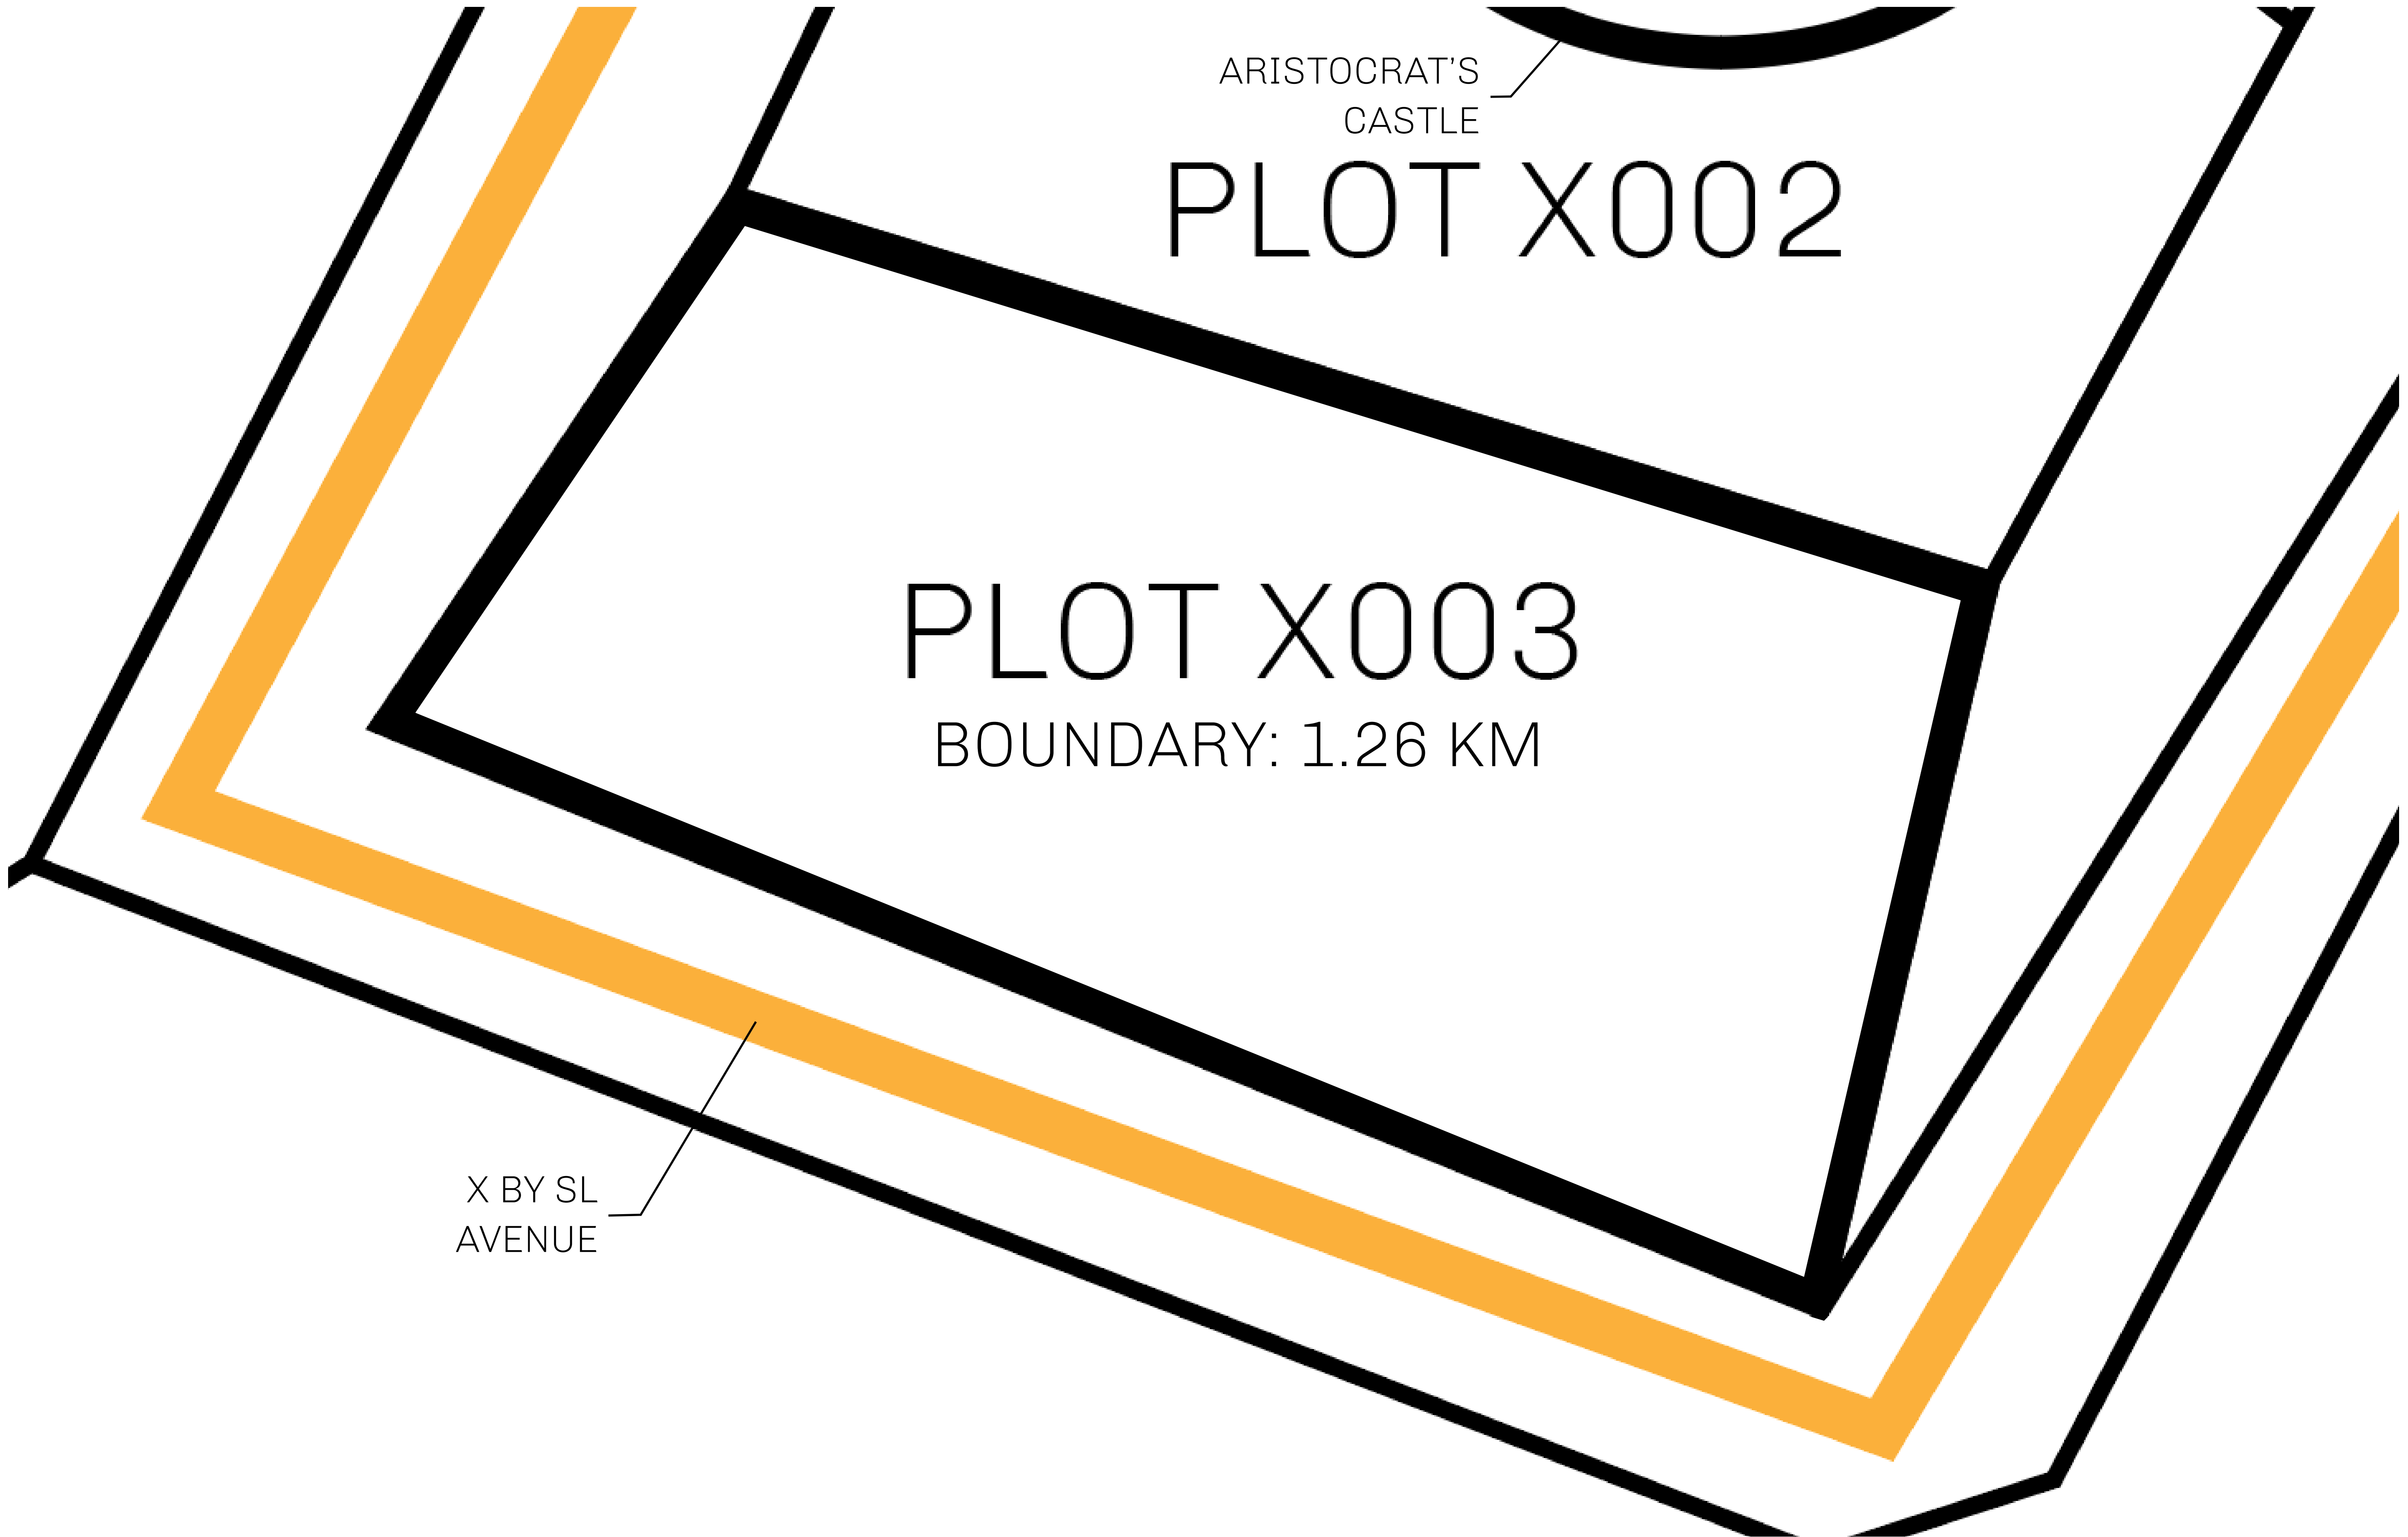 ARISTOCRAT'S
CASTLE
PLOT X002
PLOT X003
BOUNDARY: 1.26 KM
X BY SL
AVENUE